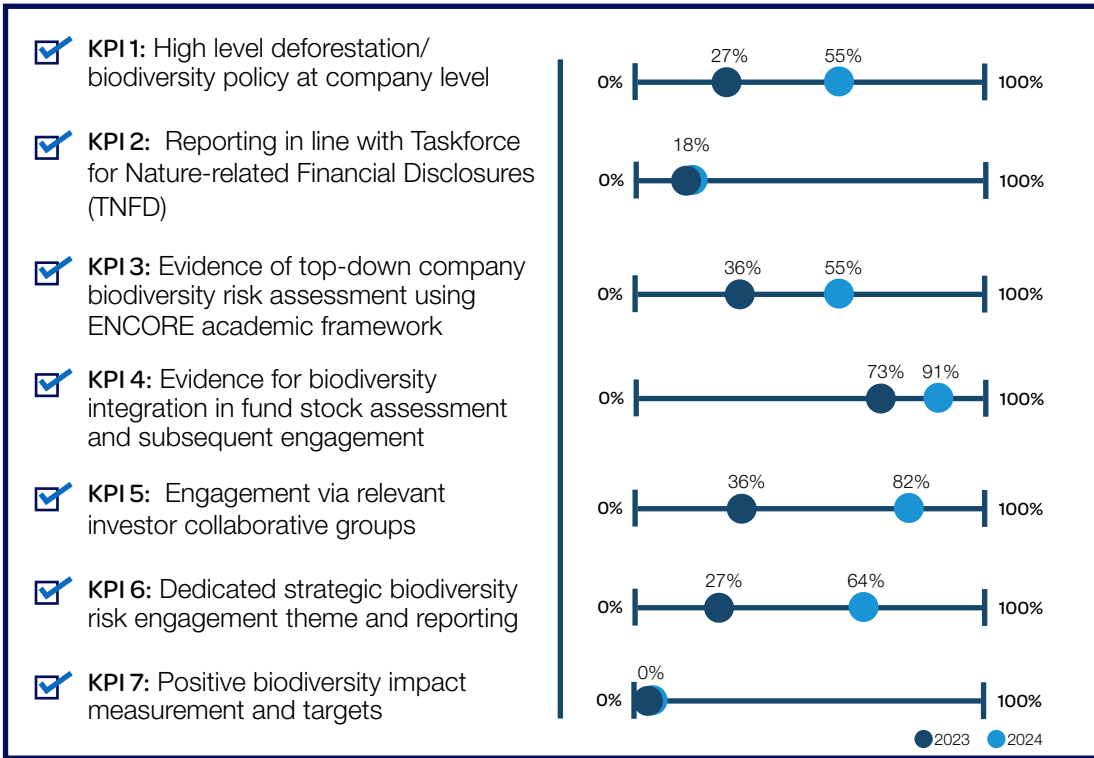 KPI 1: High level deforestation/
biodiversity policy at company level
27% 55%
0% 100%
KPI 2: Reporting in line with Taskforce
for Nature-related Financial Disclosures
(TNFD)
18%
0% 100%
KPI 3: Evidence of top-down company
biodiversity risk assessment using
ENCORE academic framework
36% 55%
0% 100%
KPI 4: Evidence for biodiversity
integration in fund stock assessment
and subsequent engagement
73% 91%
0% 100%
KPI 5: Engagement via relevant
investor collaborative groups
36% 82%
0% 100%
KPI 6: Dedicated strategic biodiversity
risk engagement theme and reporting
27% 64%
0% 100%
KPI 7: Positive biodiversity impact
measurement and targets
0%
0% 100%
2023 2024